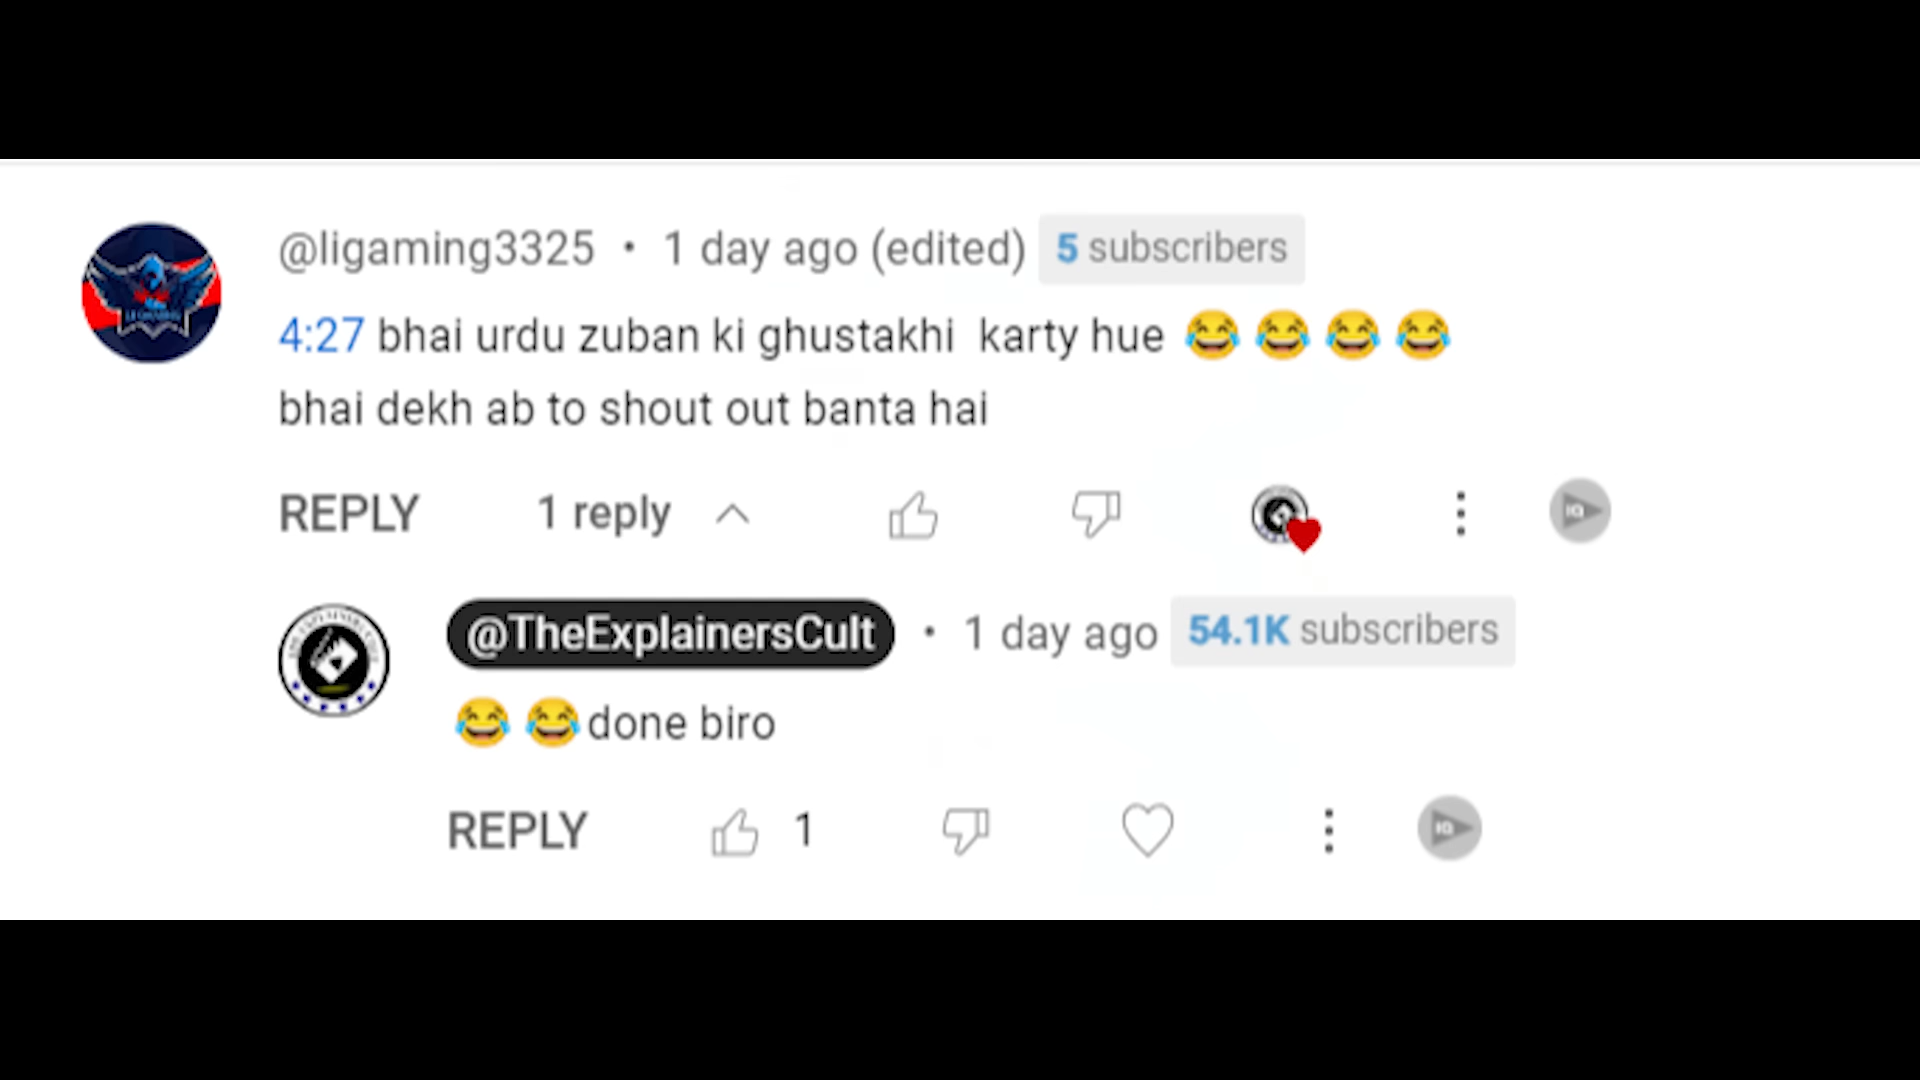 @ligaming3325 • 1 day ago (edited) 5 subscribers
4:27 bhai urdu zuban ki ghustakhi karty hue 😂 😂 😂 😂
bhai dekh ab to shout out banta hai
REPLY 1 reply
@TheExplainersCult • 1 day ago 54.1K subscribers
😂 😂 done biro
REPLY 1